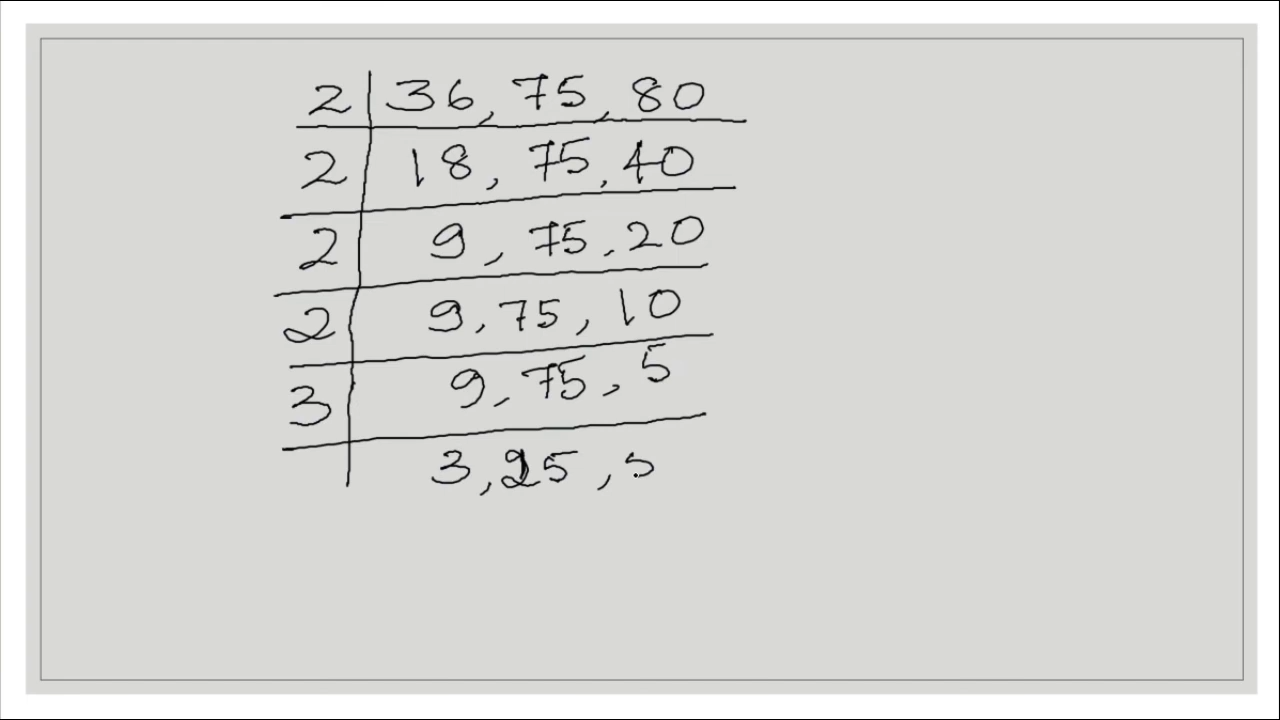 2 | 36, 75, 80
2 | 18, 75, 40
2 | 9, 75, 20
2 | 9, 75, 10
3 | 9, 75, 5
3, 25, 5